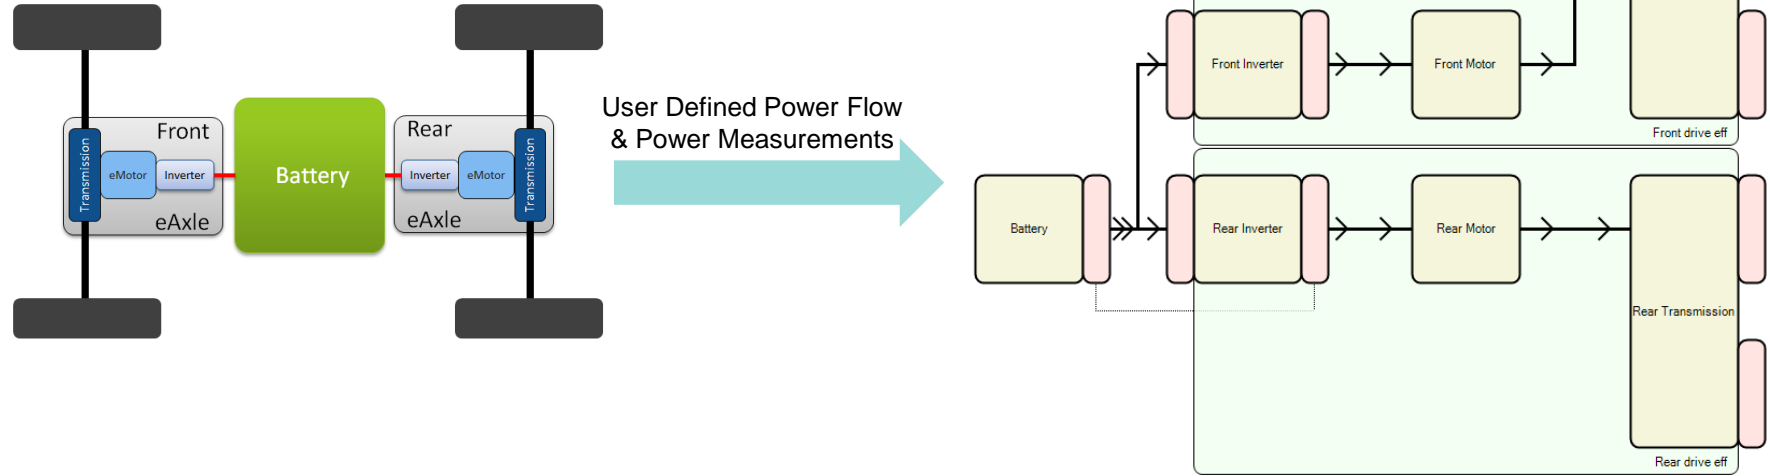 Front
Transmission
eMotor
Inverter
eAxle
Battery
Rear
Inverter
eMotor
Transmission
eAxle
User Defined Power Flow
& Power Measurements
Front Inverter
Front Motor
Front drive eff
Battery
Rear Inverter
Rear Motor
Rear Transmission
Rear drive eff